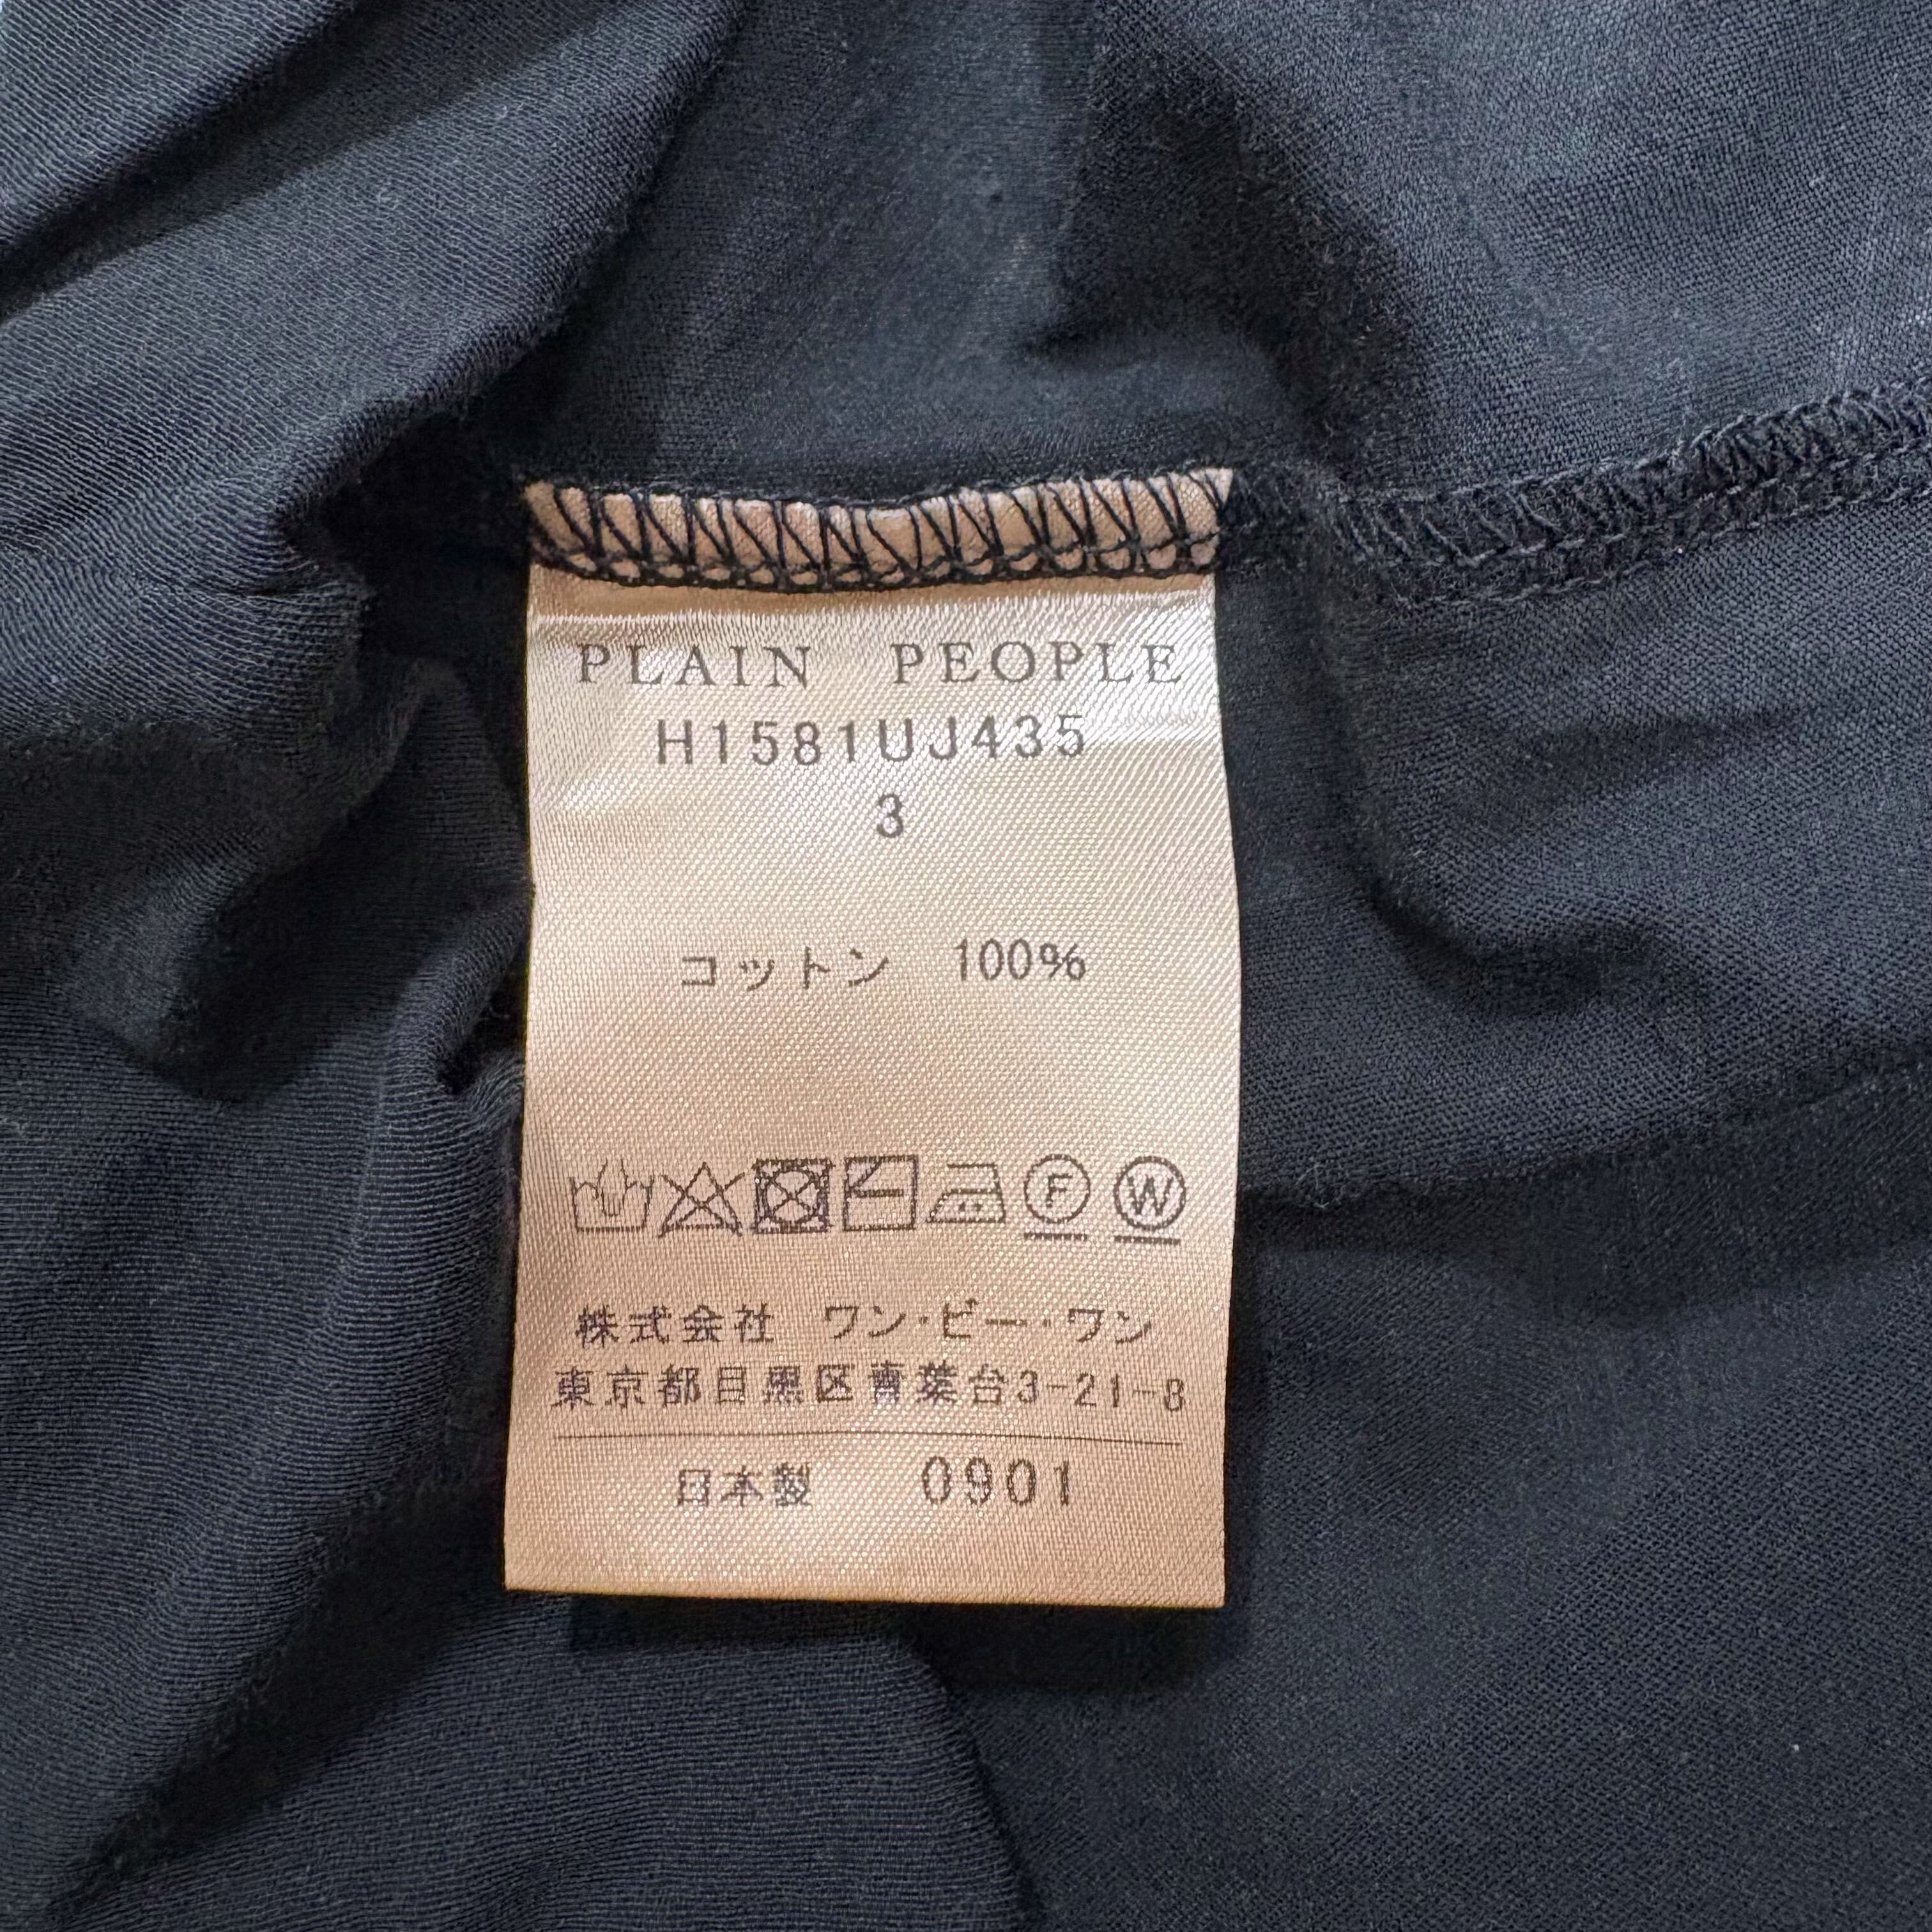 PLAIN PEOPLE
H1581UJ435
3
コットン 100%
F W
株式会社 ワン・ビー・ワン
東京都目黒区青葉台3-21-8
日本製 0901